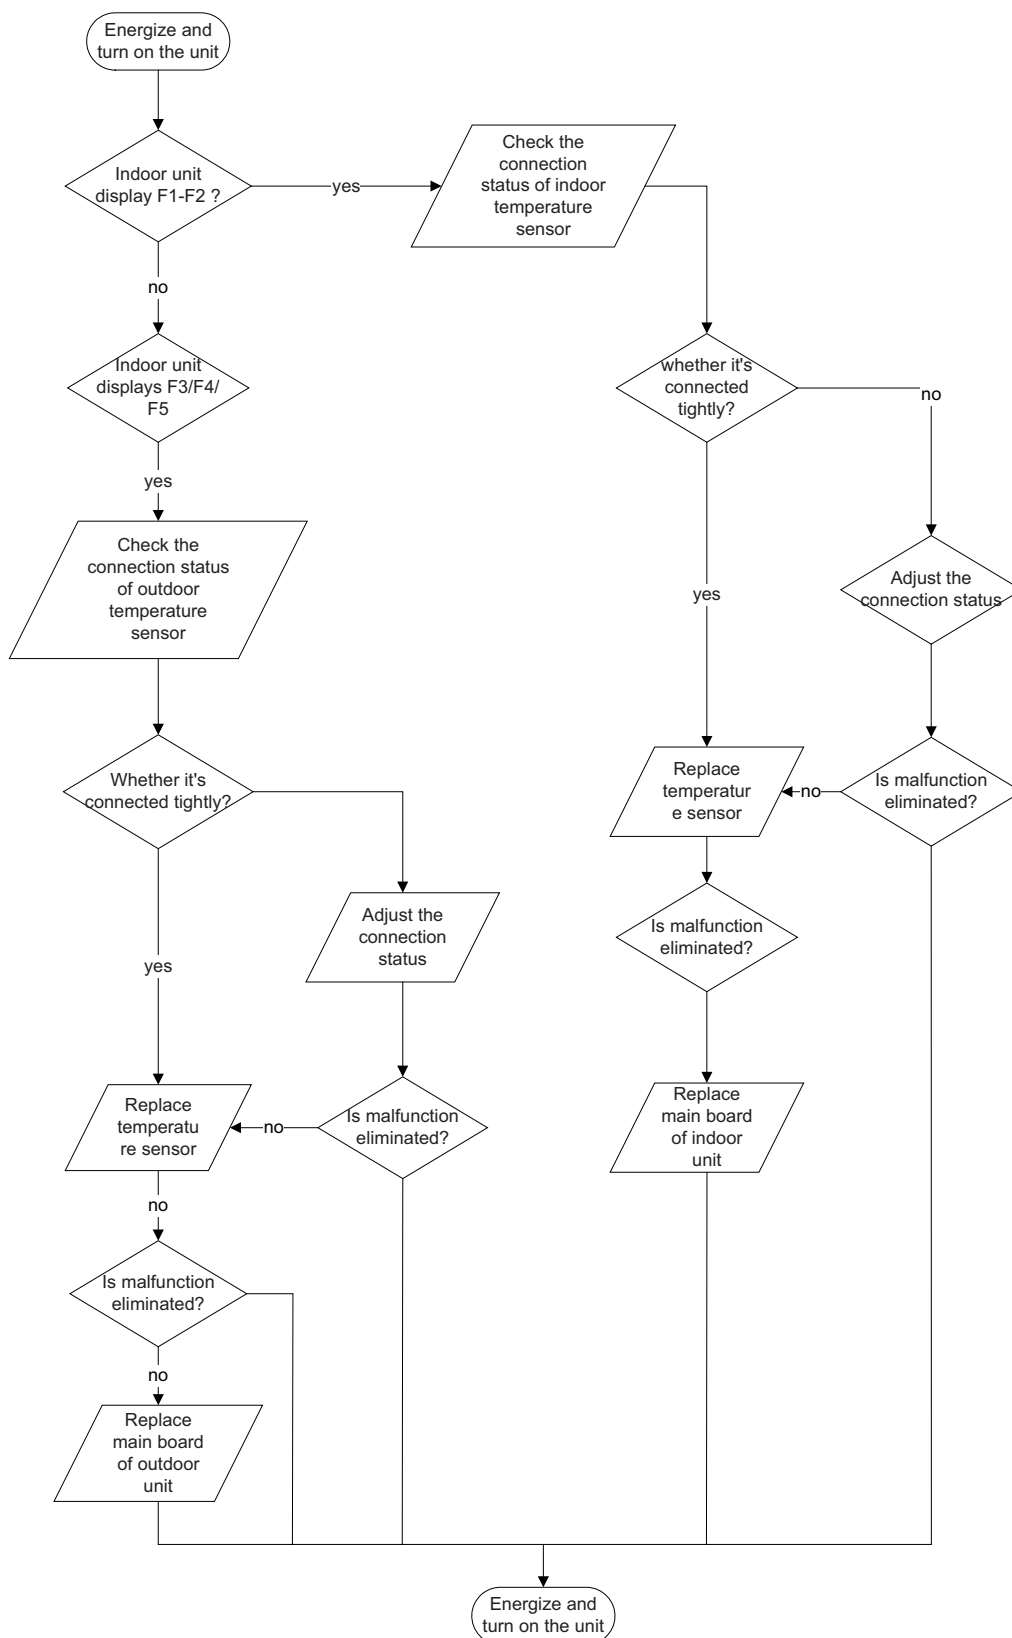 Energize and
turn on the unit
Indoor unit
display F1-F2 ?
yes
Check the
connection
status of indoor
temperature
sensor
no
Indoor unit
displays F3/F4/
F5
whether it's
connected
tightly?
no
yes
Check the
connection status
of outdoor
temperature
sensor
yes
Adjust the
connection status
Whether it's
connected tightly?
Replace
temperatur
e sensor
no
Is malfunction
eliminated?
Adjust the
connection
status
Is malfunction
eliminated?
yes
Replace
temperatu
re sensor
no
Is malfunction
eliminated?
Replace
main board
of indoor
unit
no
Is malfunction
eliminated?
no
Replace
main board
of outdoor
unit
Energize and
turn on the unit